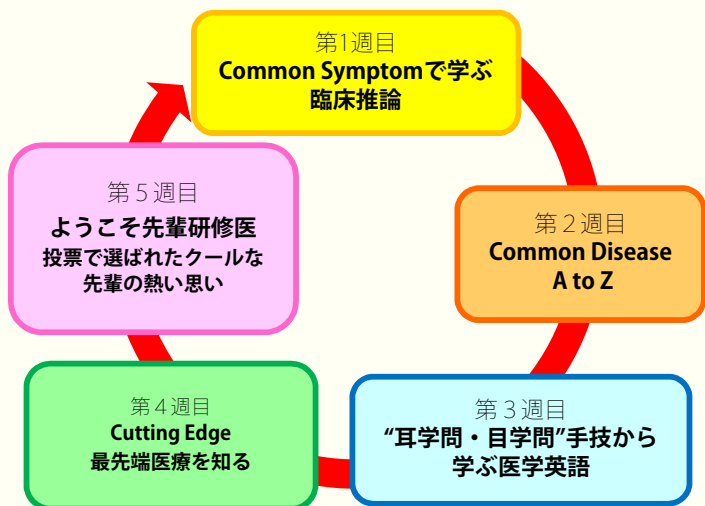 第1週目
Common Symptomで学ぶ
臨床推論
第２週目
Common Disease
A to Z
第３週目
“耳学問・目学問”手技から
学ぶ医学英語
第４週目
Cutting Edge
最先端医療を知る
第５週目
ようこそ先輩研修医
投票で選ばれたクールな
先輩の熱い思い